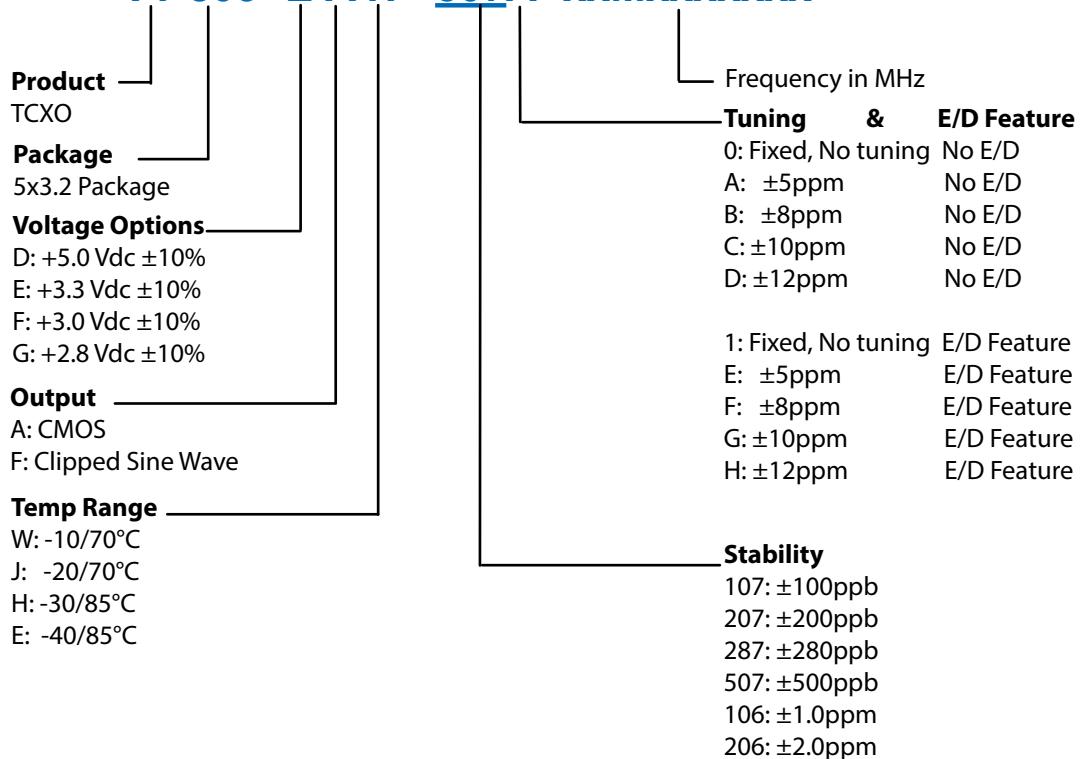 Product
TCXO
Package
5x3.2 Package
Voltage Options
D: +5.0 Vdc ±10%
E: +3.3 Vdc ±10%
F: +3.0 Vdc ±10%
G: +2.8 Vdc ±10%
Output
A: CMOS
F: Clipped Sine Wave
Temp Range
W: -10/70°C
J: -20/70°C
H: -30/85°C
E: -40/85°C
Frequency in MHz
Tuning & E/D Feature
0: Fixed, No tuning No E/D
A: ±5ppm No E/D
B: ±8ppm No E/D
C: ±10ppm No E/D
D: ±12ppm No E/D
1: Fixed, No tuning E/D Feature
E: ±5ppm E/D Feature
F: ±8ppm E/D Feature
G: ±10ppm E/D Feature
H: ±12ppm E/D Feature
Stability
107: ±100ppb
207: ±200ppb
287: ±280ppb
507: ±500ppb
106: ±1.0ppm
206: ±2.0ppm